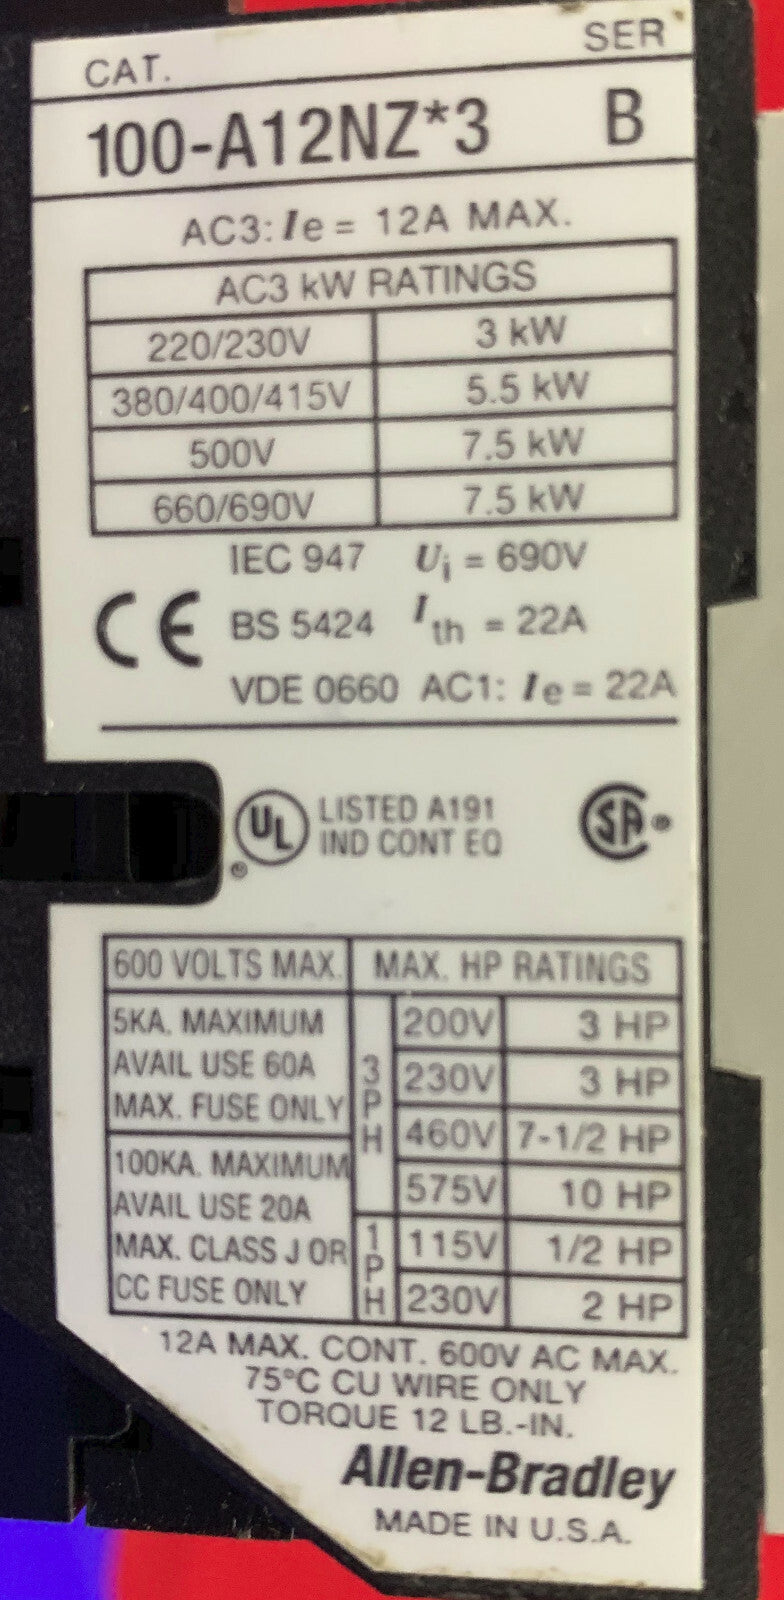 CAT. SER
100-A12NZ*3 B
AC3: Ie = 12A MAX.
AC3 kW RATINGS
220/230V 3 kW
380/400/415V 5.5 kW
500V 7.5 kW
660/690V 7.5 kW
IEC 947 Ui = 690V
CE BS 5424 Ith = 22A
VDE 0660 AC1: Ie = 22A
UL LISTED A191 SA ®
® IND CONT EQ
600 VOLTS MAX. MAX. HP RATINGS
5KA. MAXIMUM
AVAIL USE 60A
MAX. FUSE ONLY
100KA. MAXIMUM
AVAIL USE 20A
MAX. CLASS J OR
CC FUSE ONLY
3PH
200V 3 HP
230V 3 HP
460V 7-1/2 HP
575V 10 HP
1PH
115V 1/2 HP
230V 2 HP
12A MAX. CONT. 600V AC MAX.
75°C CU WIRE ONLY
TORQUE 12 LB.-IN.
Allen-Bradley
MADE IN U.S.A.